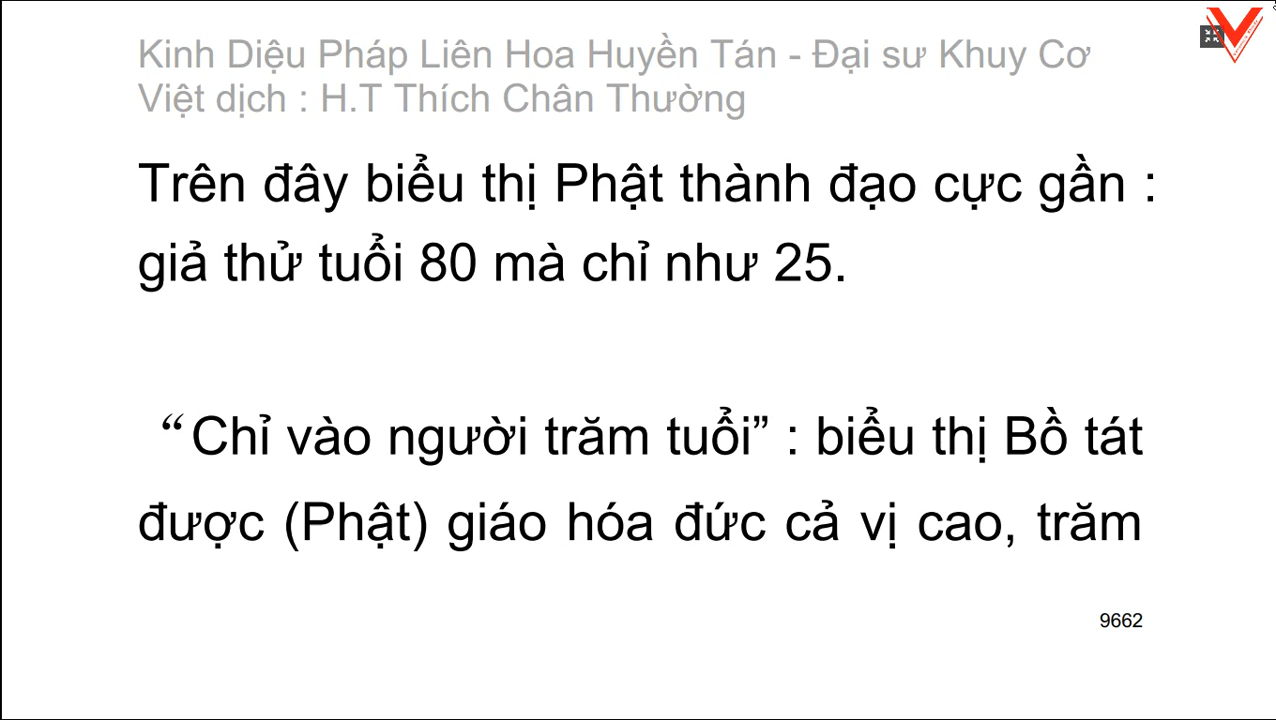 Kinh Diệu Pháp Liên Hoa Huyền Tán - Đại sư Khuy Cơ
Việt dịch : H.T Thích Chân Thường
Trên đây biểu thị Phật thành đạo cực gần :
giả thử tuổi 80 mà chỉ như 25.
“Chỉ vào người trăm tuổi” : biểu thị Bồ tát
được (Phật) giáo hóa đức cả vị cao, trăm
9662